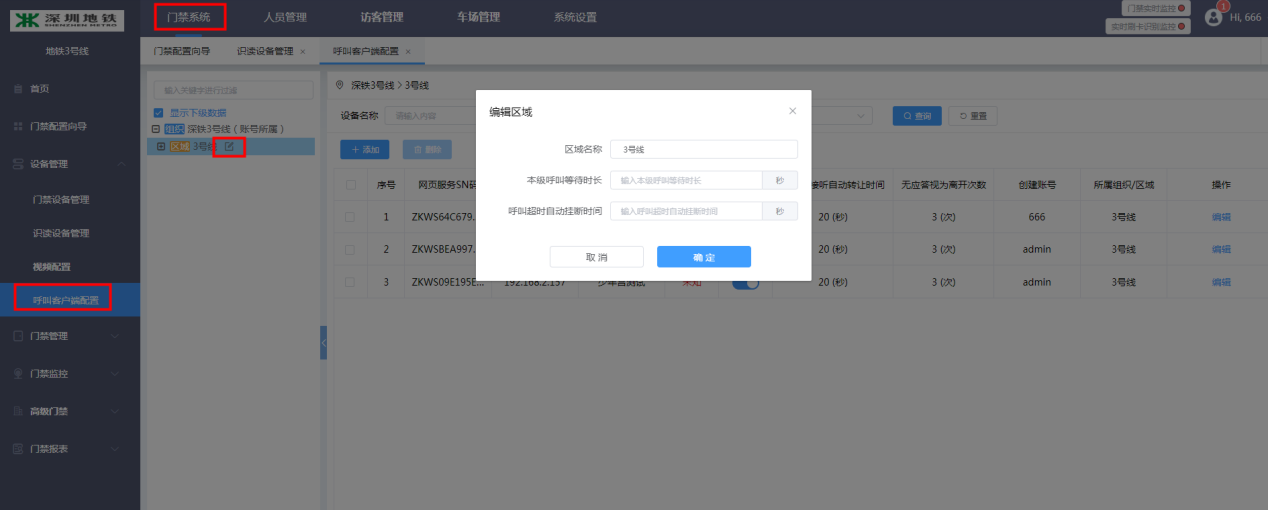 深圳地铁
SHENZHEN METRO
门禁系统
人员管理
访客管理
车场管理
系统设置
门禁实时监控
实时刷卡识别监控
1
Hi, 666
地铁3号线
首页
门禁配置向导
设备管理
门禁设备管理
识读设备管理
视频配置
呼叫客户端配置
门禁管理
门禁监控
高级门禁
门禁报表
门禁配置向导
识读设备管理 ×
呼叫客户端配置 ×
输入关键字进行过滤
显示下级数据
组织 深铁3号线 ( 账号所属 )
区域 3号线
深铁3号线 > 3号线
设备名称
请输入内容
查询
重置
+ 添加
删除
序号 网页服务SN码 接听自动转让时间 无应答视为离开次数 创建账号 所属组织/区域 操作
1 ZKWS64C679... 20 (秒) 3 (次) 666 3号线 编辑
2 ZKWSBEA997... 20 (秒) 3 (次) admin 3号线 编辑
3 ZKWS09E195E... 192.168.2.157 少年宫测试 未知 20 (秒) 3 (次) admin 3号线 编辑
编辑区域
×
区域名称 3号线
本级呼叫等待时长 输入本级呼叫等待时长 秒
呼叫超时自动挂断时间 输入呼叫超时自动挂断时间 秒
取 消
确 定